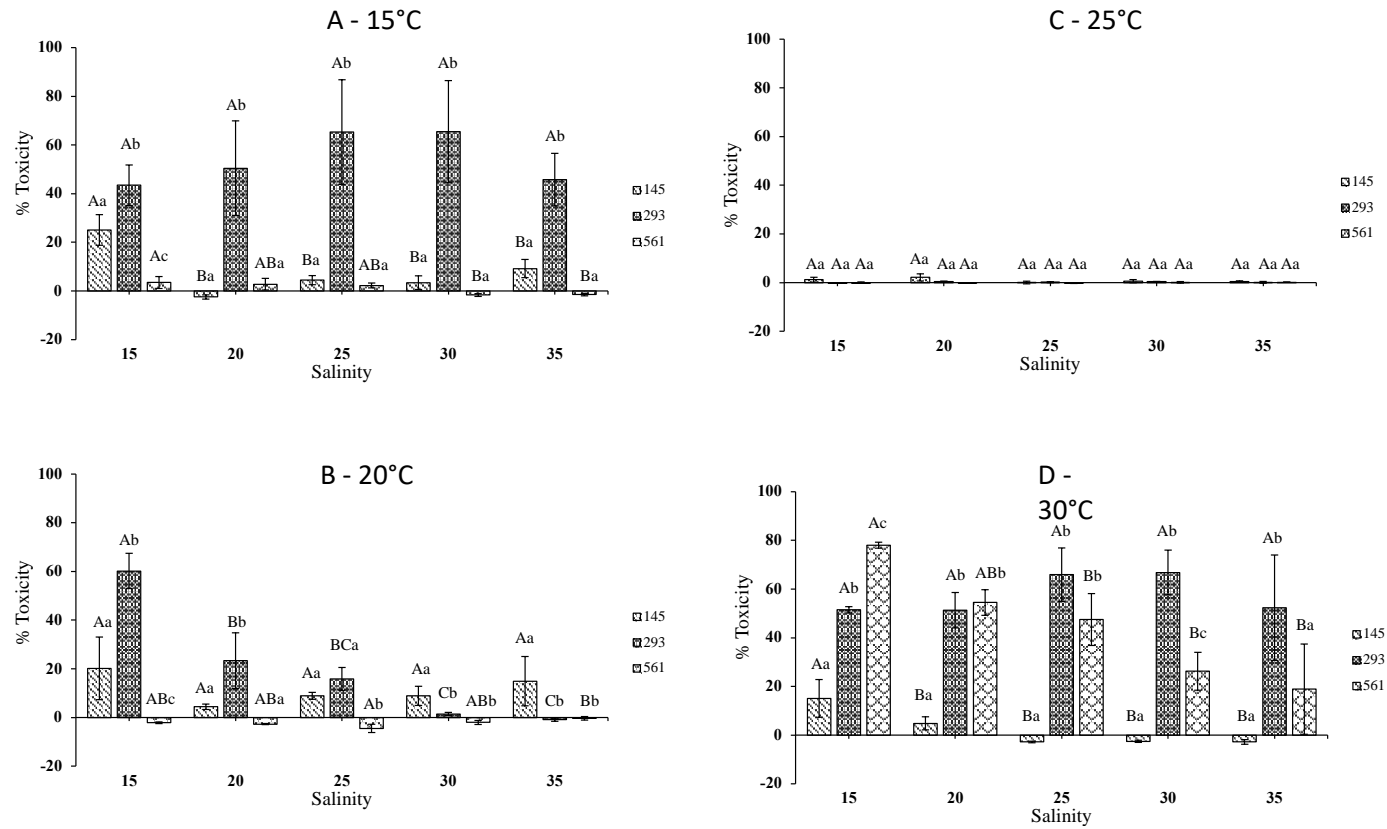 A - 15°C
100
80
60
40
20
0
-20
% Toxicity
Aa
Ab
Ac
Ba
Ab
ABa
Ba
Ab
ABa
Ba
Ab
Ba
Ba
Ab
Ba
15 20 25 30 35
Salinity
145
293
561
C - 25°C
100
80
60
40
20
0
-20
% Toxicity
Aa Aa Aa
Aa Aa Aa
Aa Aa Aa
Aa Aa Aa
Aa Aa Aa
15 20 25 30 35
Salinity
145
293
561
B - 20°C
100
80
60
40
20
0
-20
% Toxicity
Aa
Ab
ABc
Aa
Bb
ABa
Aa
BCa
Ab
Aa
Cb
ABb
Aa
Cb
Bb
15 20 25 30 35
Salinity
145
293
561
D -
30°C
100
80
60
40
20
0
-20
% Toxicity
Aa
Ab
Ac
Ba
Ab
ABb
Ba
Ab
Bb
Ba
Ab
Bc
Ba
Ab
Ba
15 20 25 30 35
Salinity
145
293
561